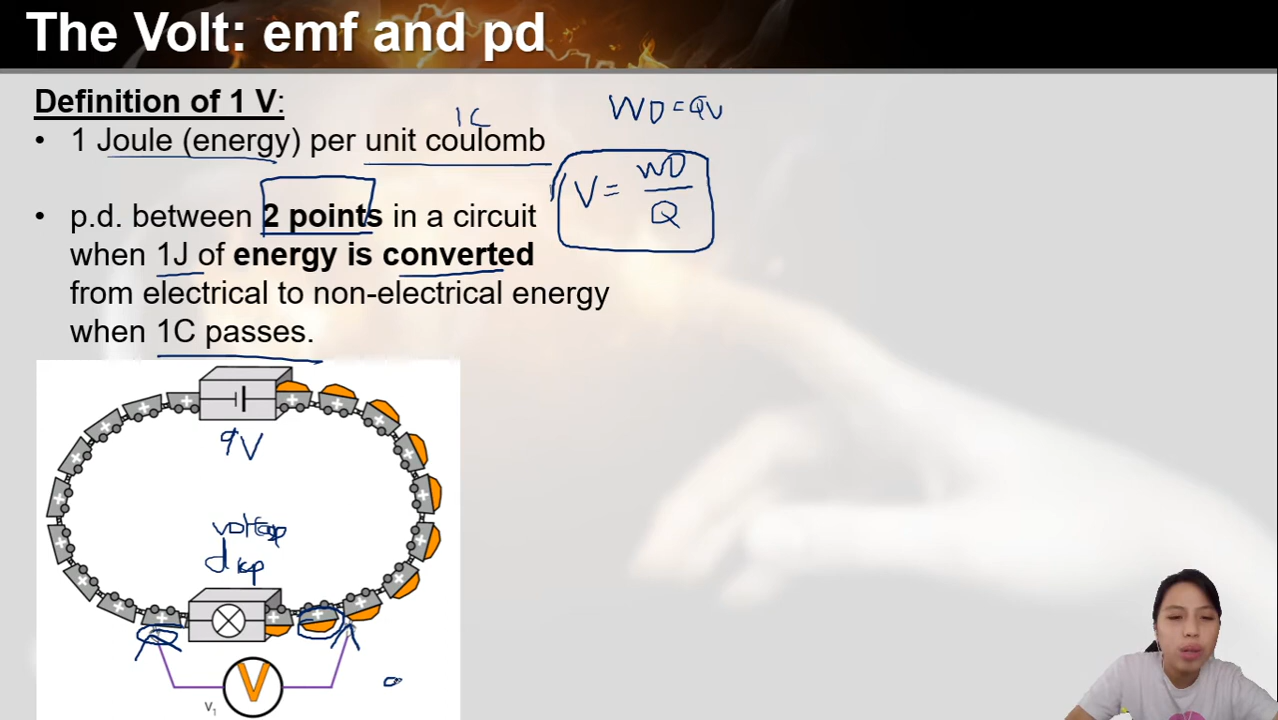 The Volt: emf and pd
Definition of 1 V:
1C
WD = QV
• 1 Joule (energy) per unit coulomb
V = WD / Q
• p.d. between 2 points in a circuit
when 1J of energy is converted
from electrical to non-electrical energy
when 1C passes.
9V
voltage
drop
V
V₁